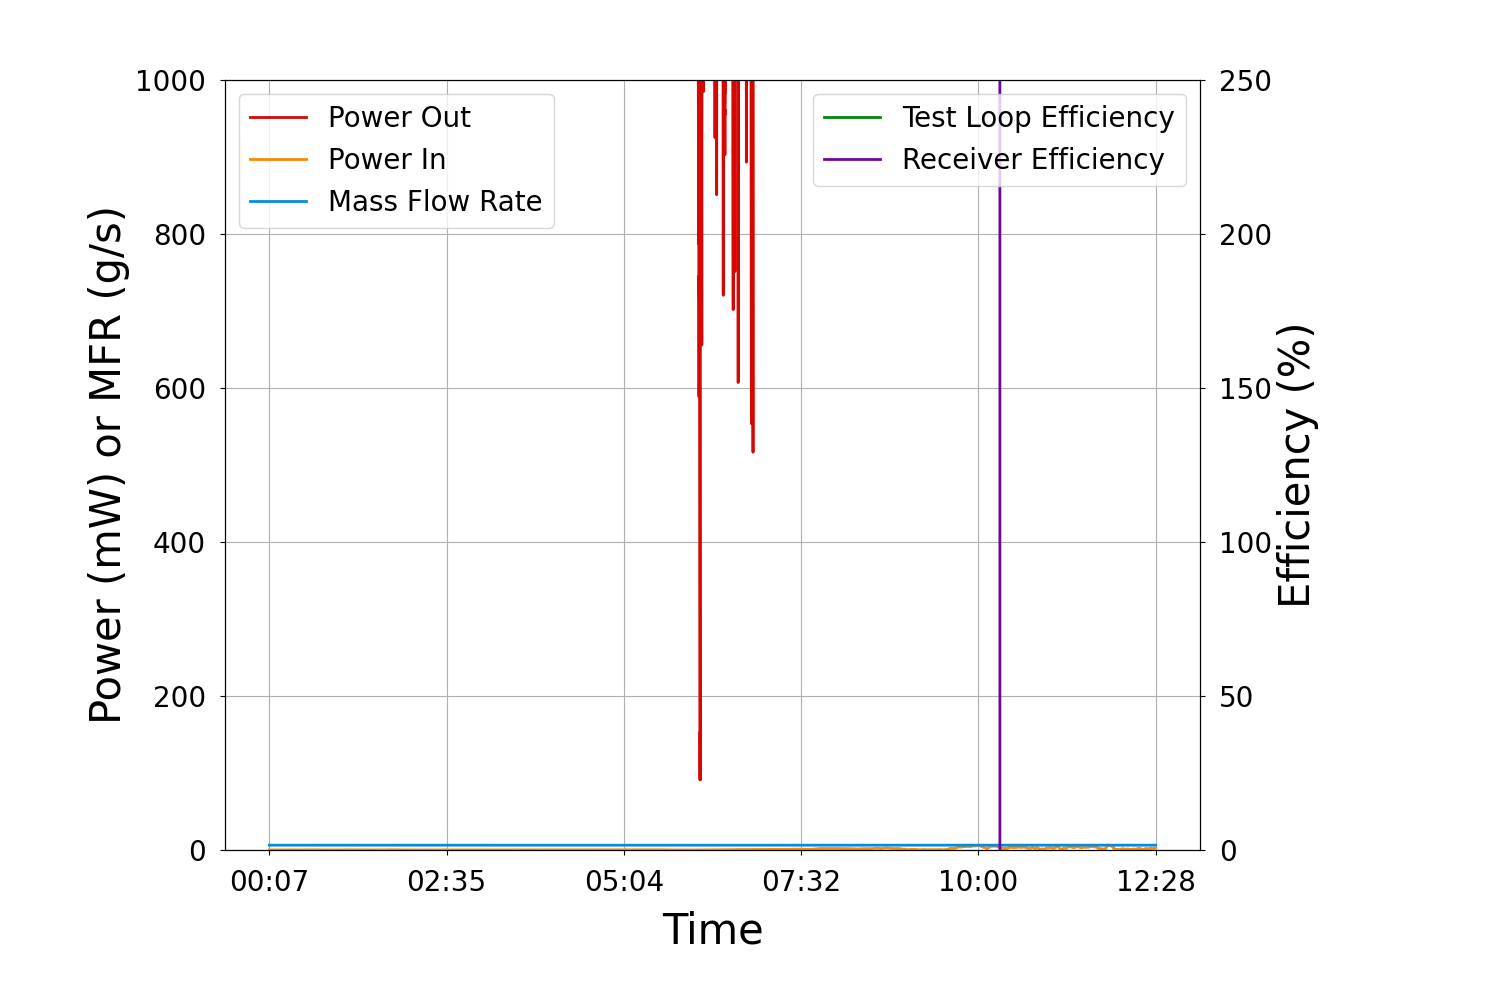 Power (mW) or MFR (g/s)
1000
800
600
400
200
0
Power Out
Power In
Mass Flow Rate
Test Loop Efficiency
Receiver Efficiency
250
200
150
100
50
0
Efficiency (%)
00:07 02:35 05:04 07:32 10:00 12:28
Time